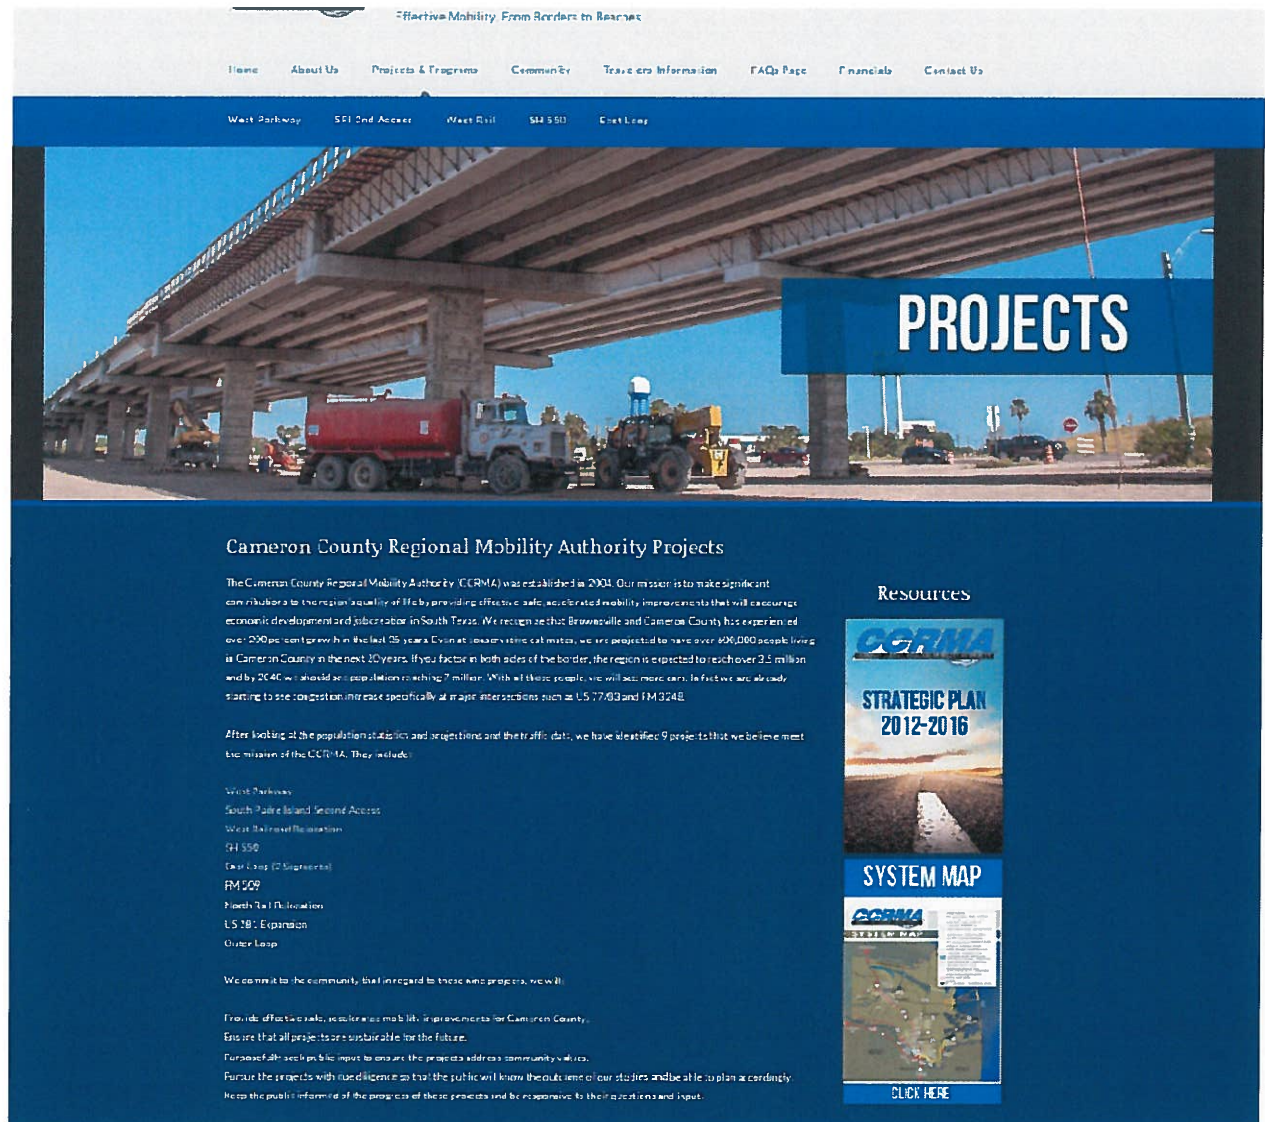 Effective Mobility, From Borders to Beaches
Home About Us Projects & Programs Community Travelers Information FAQs Page Financials Contact Us
West Parkway SPI 2nd Access West Rail SH 550 East Loop
PROJECTS
Cameron County Regional Mobility Authority Projects
The Cameron County Regional Mobility Authority (CCRMA) was established in 2004. Our mission is to make significant
contributions to the region's quality of life by providing effective, safe, accelerated mobility improvements that will encourage
economic development and job creation in South Texas. We recognize that Brownsville and Cameron County has experienced
over 200 percent growth in the last 35 years. Even at conservative estimates, we are projected to have over 600,000 people living
in Cameron County in the next 20 years. If you factor in both sides of the border, the region is expected to reach over 3.5 million
and by 2040 we should see population reaching 7 million. With all those people, we will see more cars. In fact we are already
starting to see congestion increase specifically at major intersections such as US 77/83 and FM 3248.
After looking at the population statistics and projections and the traffic data, we have identified 9 projects that we believe meet
the mission of the CCRMA. They include:
West Parkway
South Padre Island Second Access
West Railroad Relocation
SH 550
East Loop (2 Segments)
FM 509
North Rail Relocation
US 281 Expansion
Outer Loop
We commit to the community that in regard to these nine projects, we will:
Provide effective, safe, accelerated mobility improvements for Cameron County.
Ensure that all projects are sustainable for the future.
Purposefully seek public input to ensure the projects address community values.
Pursue the projects with due diligence so that the public will know the outcome of our studies and be able to plan accordingly.
Keep the public informed of the progress of these projects and be responsive to their questions and input.
Resources
CCRMA
STRATEGIC PLAN
2012-2016
SYSTEM MAP
CCRMA
SYSTEM MAP
CLICK HERE